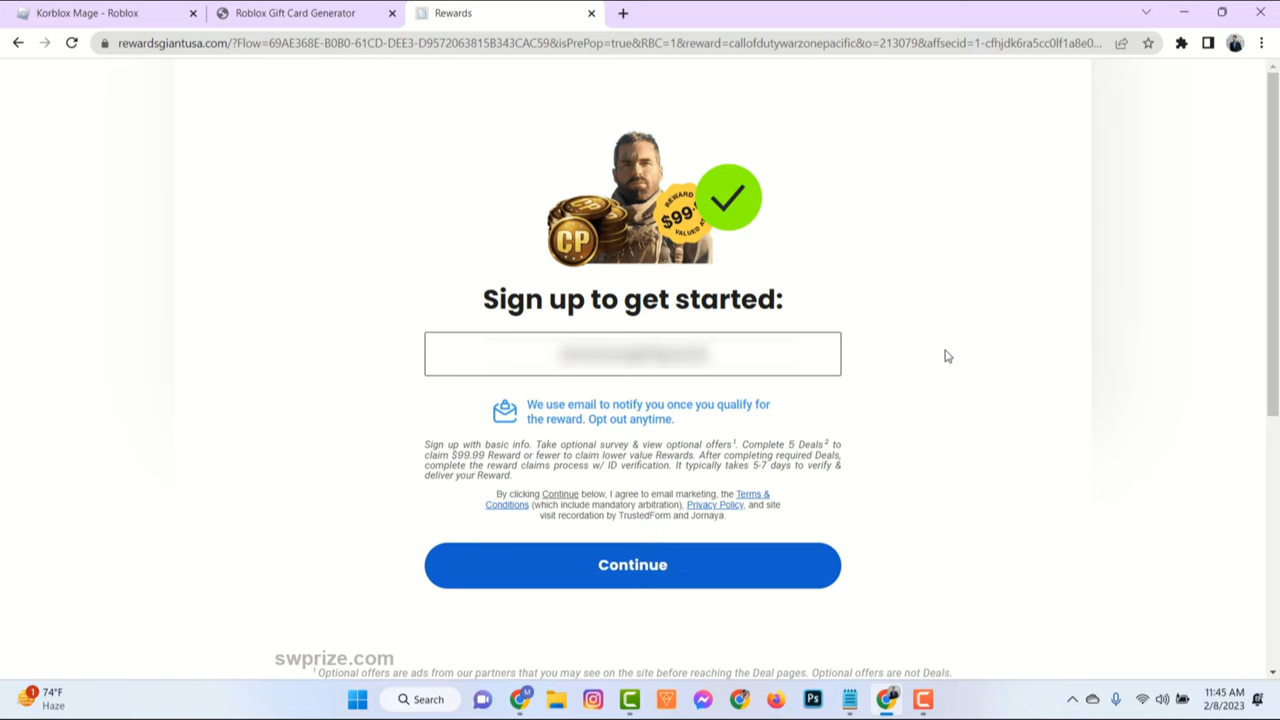 Korblox Mage - Roblox
Roblox Gift Card Generator
Rewards
rewardsgiantusa.com/?Flow=69AE368E-B0B0-61CD-DEE3-D9572063815B343CAC59&isPrePop=true&RBC=1&reward=callofdutywarzonepacific&o=213079&affsecid=1-cfhjdk6ra5cc0lf1a8e0...
REWARD
$99.9
VALUED AT
CP
CP
Sign up to get started:
We use email to notify you once you qualify for
the reward. Opt out anytime.
Sign up with basic info. Take optional survey & view optional offers¹. Complete 5 Deals² to
claim $99.99 Reward or fewer to claim lower value Rewards. After completing required Deals,
complete the reward claims process w/ ID verification. It typically takes 5-7 days to verify &
deliver your Reward.
By clicking Continue below, I agree to email marketing, the Terms &
Conditions (which include mandatory arbitration), Privacy Policy, and site
visit recordation by TrustedForm and Jornaya.
Continue
swprize.com
¹ Optional offers are ads from our partners that you may see on the site before reaching the Deal pages. Optional offers are not Deals.
1
74°F
Haze
Search
M
Ps
11:45 AM
2/8/2023